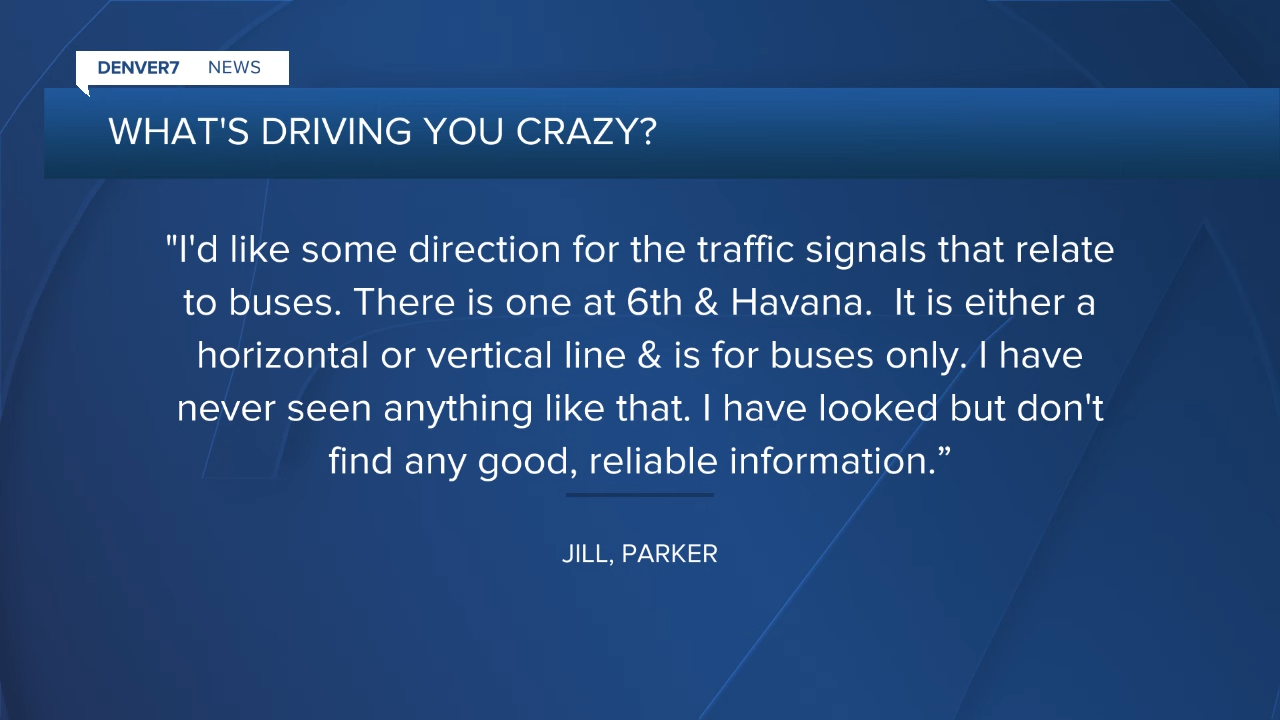 DENVER7 NEWS
WHAT'S DRIVING YOU CRAZY?
"I'd like some direction for the traffic signals that relate
to buses. There is one at 6th & Havana.  It is either a
horizontal or vertical line & is for buses only. I have
never seen anything like that. I have looked but don't
find any good, reliable information.”
JILL, PARKER